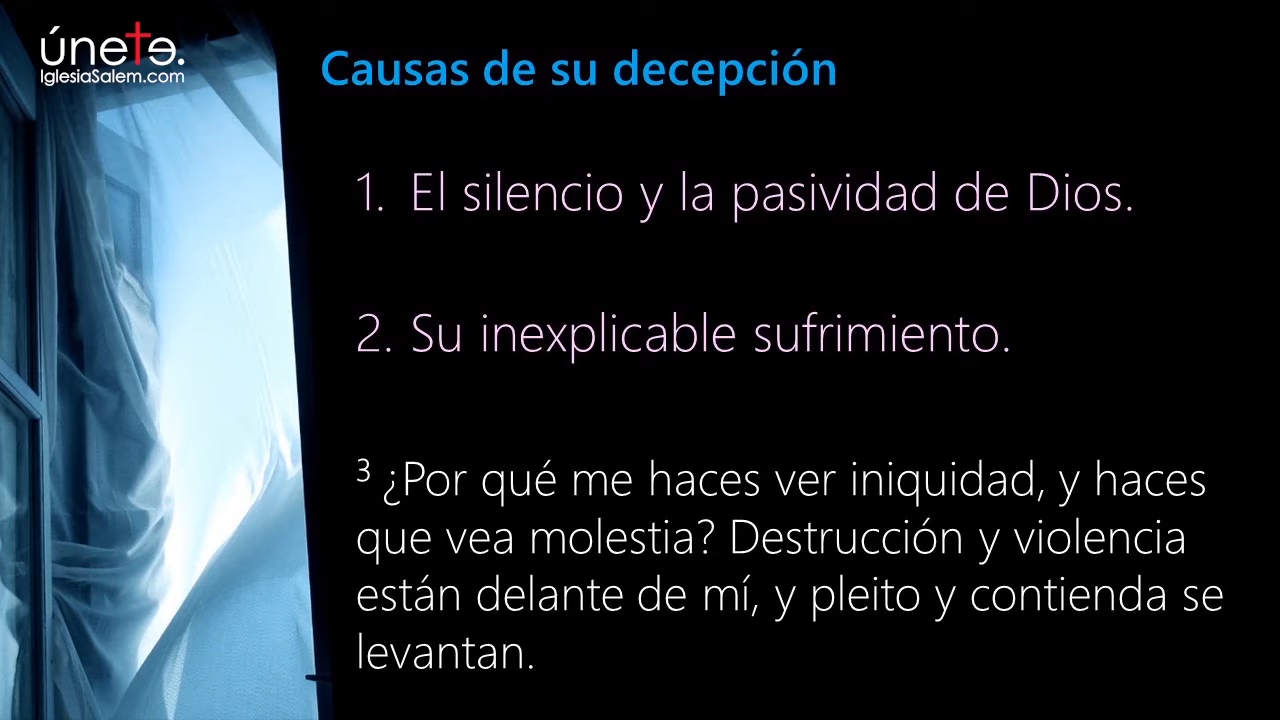 únete.
IglesiaSalem.com
Causas de su decepción
1. El silencio y la pasividad de Dios.
2. Su inexplicable sufrimiento.
3 ¿Por qué me haces ver iniquidad, y haces
que vea molestia? Destrucción y violencia
están delante de mí, y pleito y contienda se
levantan.